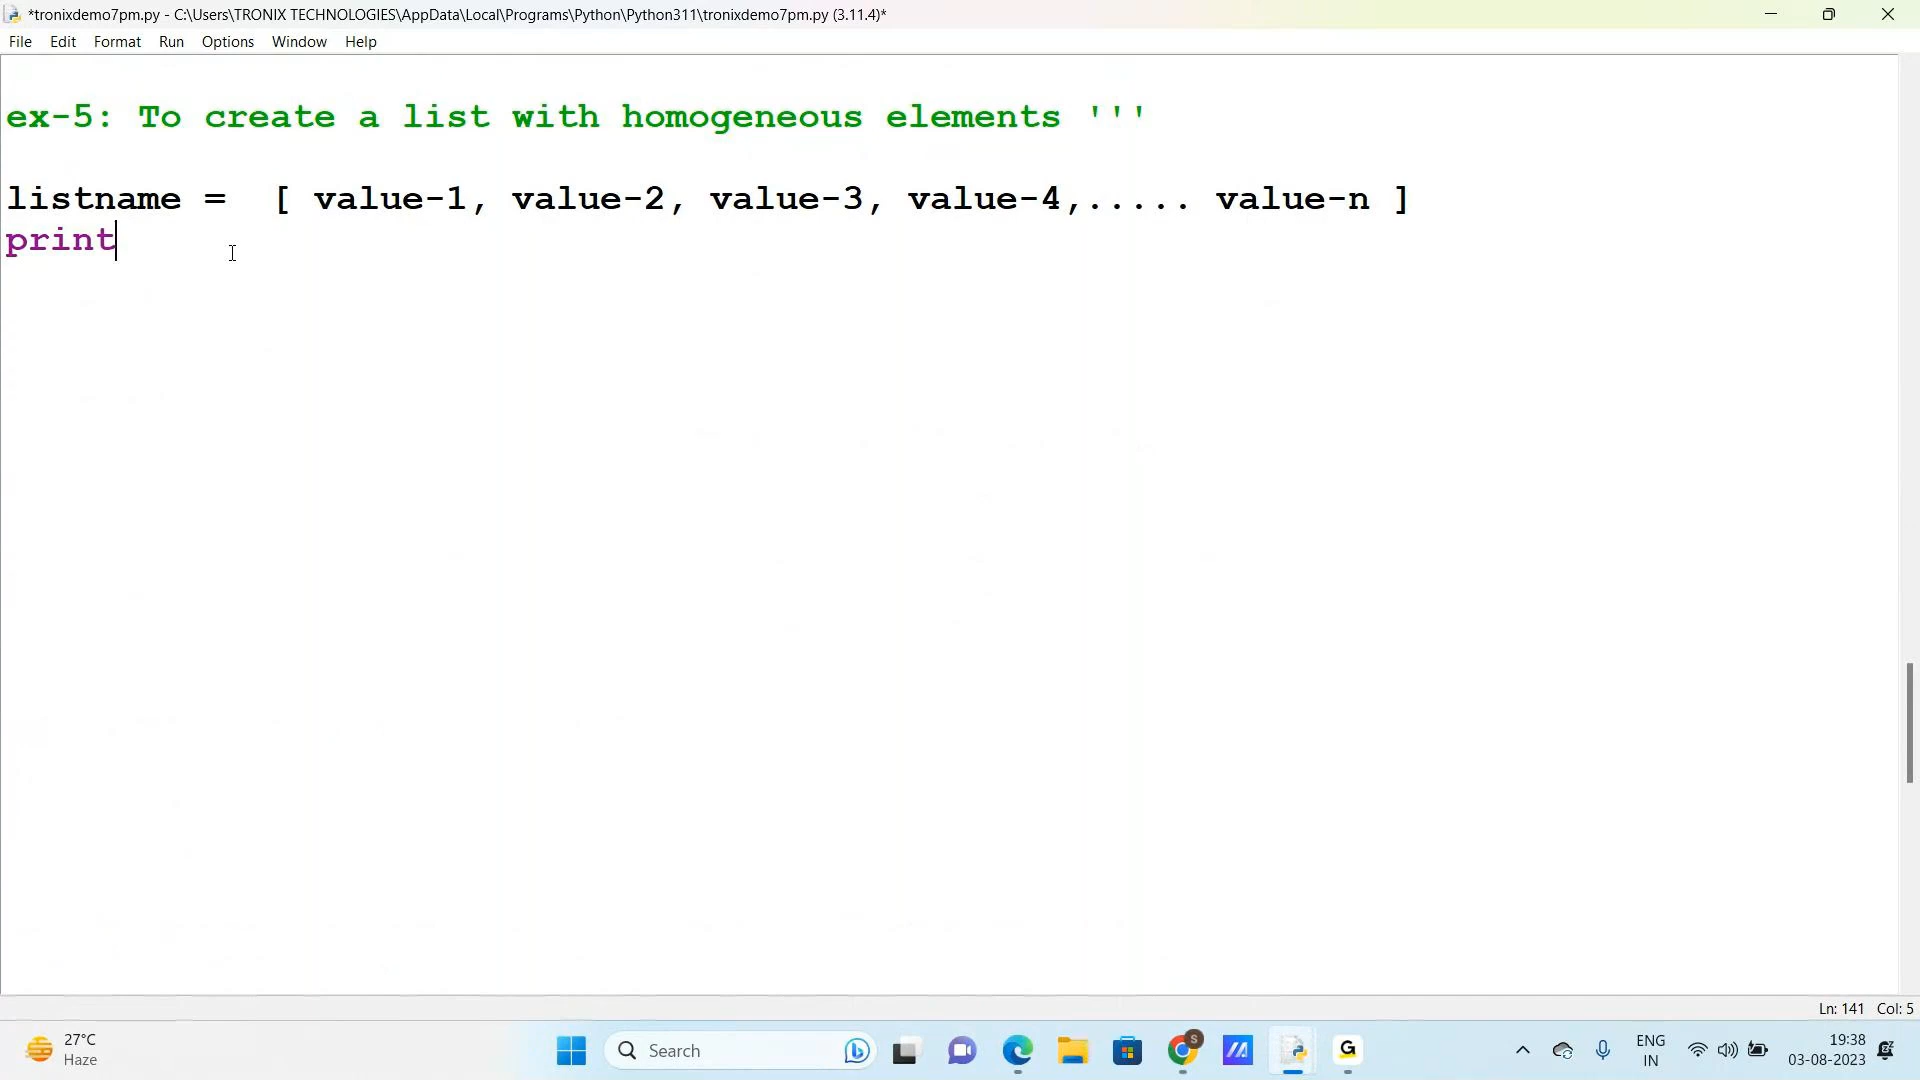 *tronixdemo7pm.py - C:\Users\TRONIX TECHNOLOGIES\AppData\Local\Programs\Python\Python311\tronixdemo7pm.py (3.11.4)*
File Edit Format Run Options Window Help
ex-5: To create a list with homogeneous elements '''
listname =  [ value-1, value-2, value-3, value-4,..... value-n ]
print
Ln: 141 Col: 5
27°C
Haze
Search
S
G
ENG
IN
19:38
03-08-2023